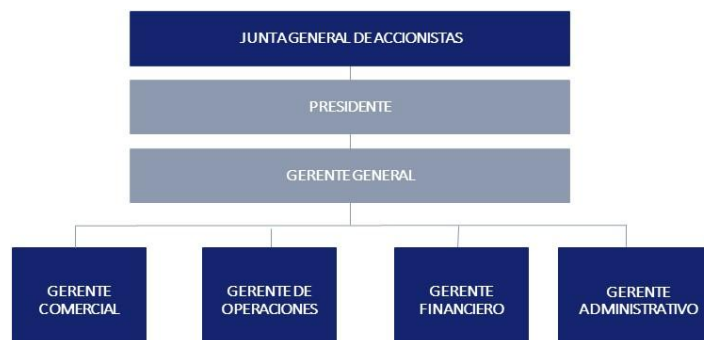 JUNTA GENERAL DE ACCIONISTAS
PRESIDENTE
GERENTE GENERAL
GERENTE
COMERCIAL
GERENTE DE
OPERACIONES
GERENTE
FINANCIERO
GERENTE
ADMINISTRATIVO